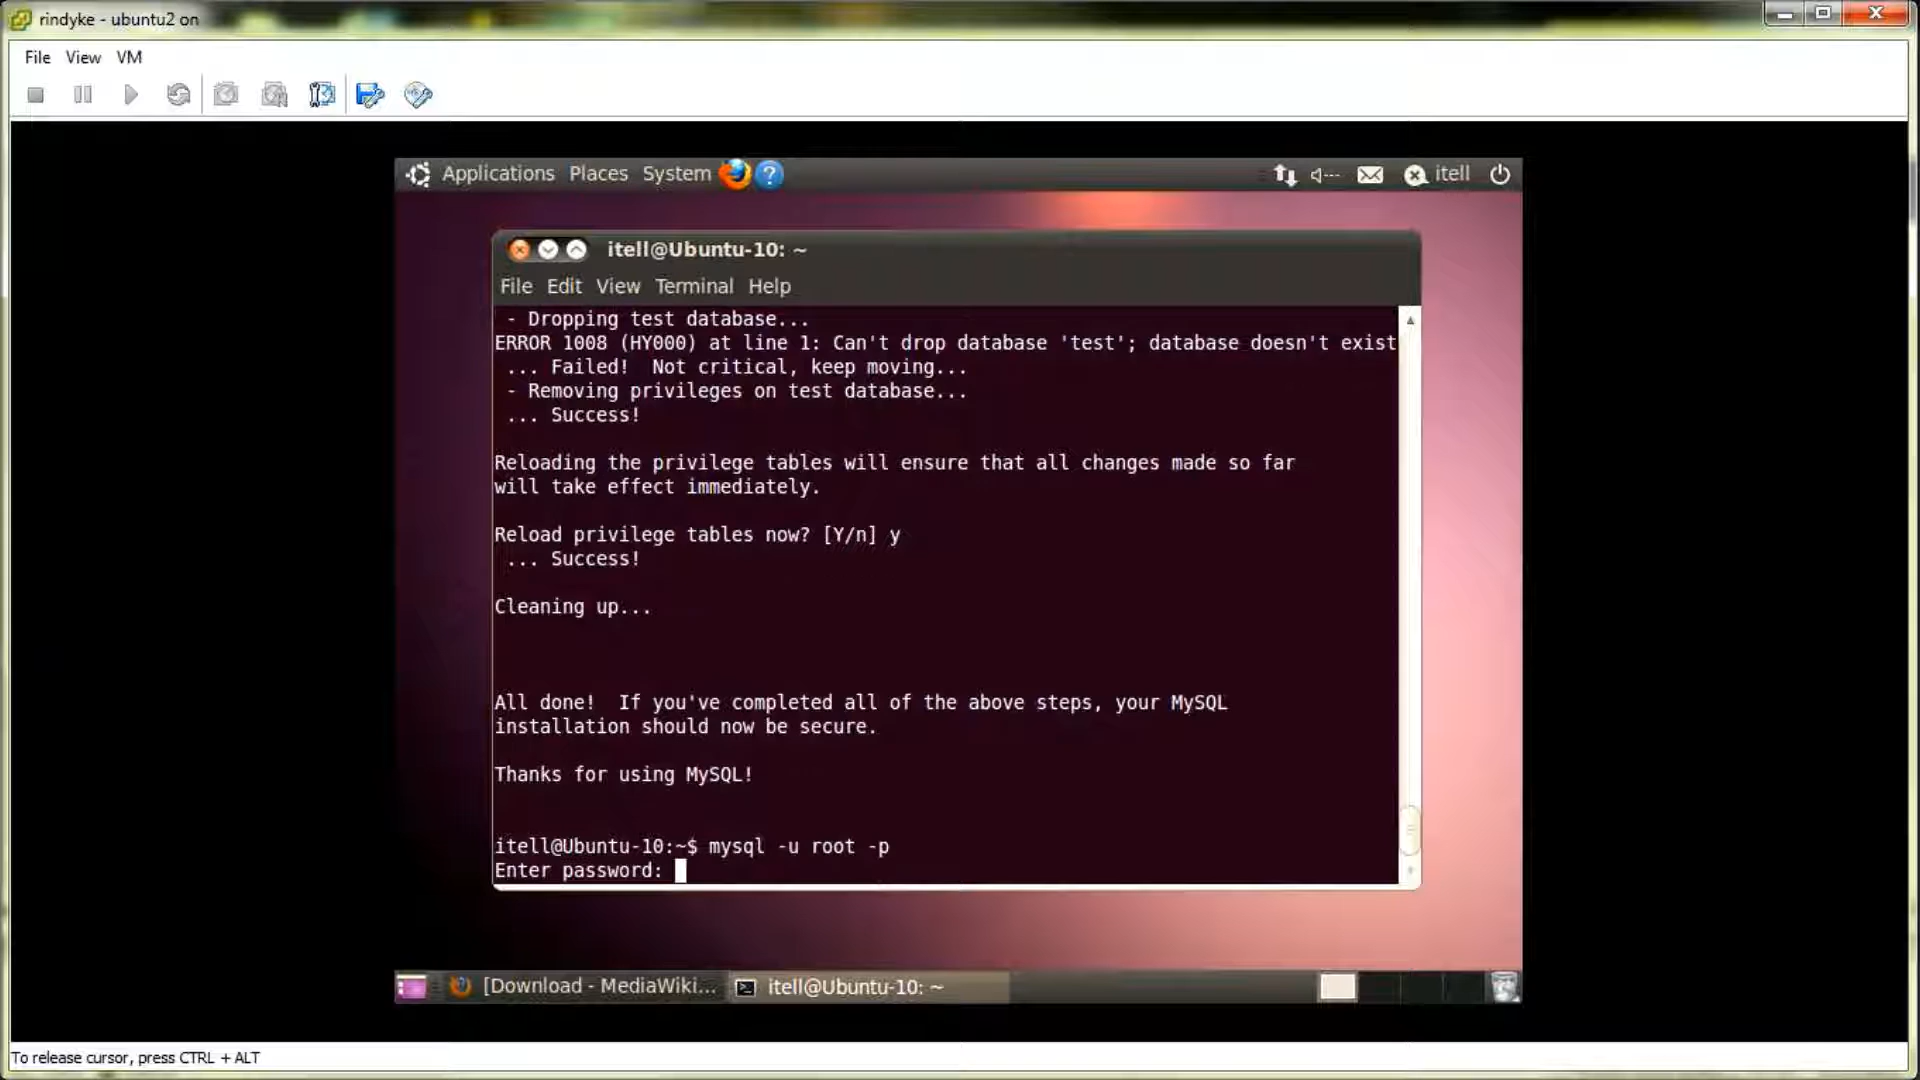 rindyke - ubuntu2 on
File View VM
Applications Places System
itell
itell@Ubuntu-10: ~
File Edit View Terminal Help
- Dropping test database...
ERROR 1008 (HY000) at line 1: Can't drop database 'test'; database doesn't exist
... Failed!  Not critical, keep moving...
- Removing privileges on test database...
... Success!
Reloading the privilege tables will ensure that all changes made so far
will take effect immediately.
Reload privilege tables now? [Y/n] y
... Success!
Cleaning up...
All done!  If you've completed all of the above steps, your MySQL
installation should now be secure.
Thanks for using MySQL!
itell@Ubuntu-10:~$ mysql -u root -p
Enter password:
[Download - MediaWiki...
itell@Ubuntu-10: ~
To release cursor, press CTRL + ALT